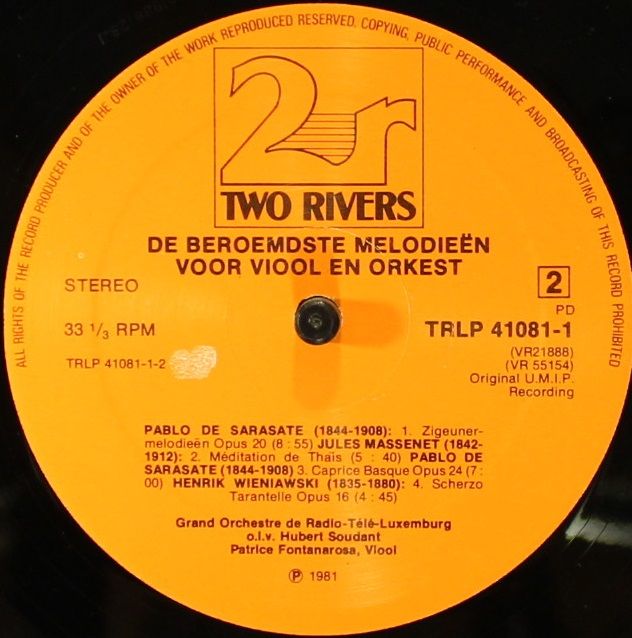 ALL RIGHTS OF THE RECORD PRODUCER AND OF THE OWNER OF THE WORK REPRODUCED RESERVED. COPYING, PUBLIC PERFORMANCE AND BROADCASTING OF THIS RECORD PROHIBITED
2r
TWO RIVERS
DE BEROEMDSTE MELODIEËN
VOOR VIOOL EN ORKEST
STEREO
2
PD
33 1/3 RPM
TRLP 41081-1
(VR21888)
TRLP 41081-1-2
(VR 55154)
Original U.M.I.P.
Recording
PABLO DE SARASATE (1844-1908): 1. Zigeuner-
melodieën Opus 20 (8 : 55) JULES MASSENET (1842-
1912): 2. Méditation de Thaïs (5 : 40) PABLO DE
SARASATE (1844-1908) 3. Caprice Basque Opus 24 (7 :
00) HENRIK WIENIAWSKI (1835-1880): 4. Scherzo
Tarantelle Opus 16 (4 : 45)
Grand Orchestre de Radio-Télé-Luxemburg
o.l.v. Hubert Soudant
Patrice Fontanarosa, Viool
℗ 1981